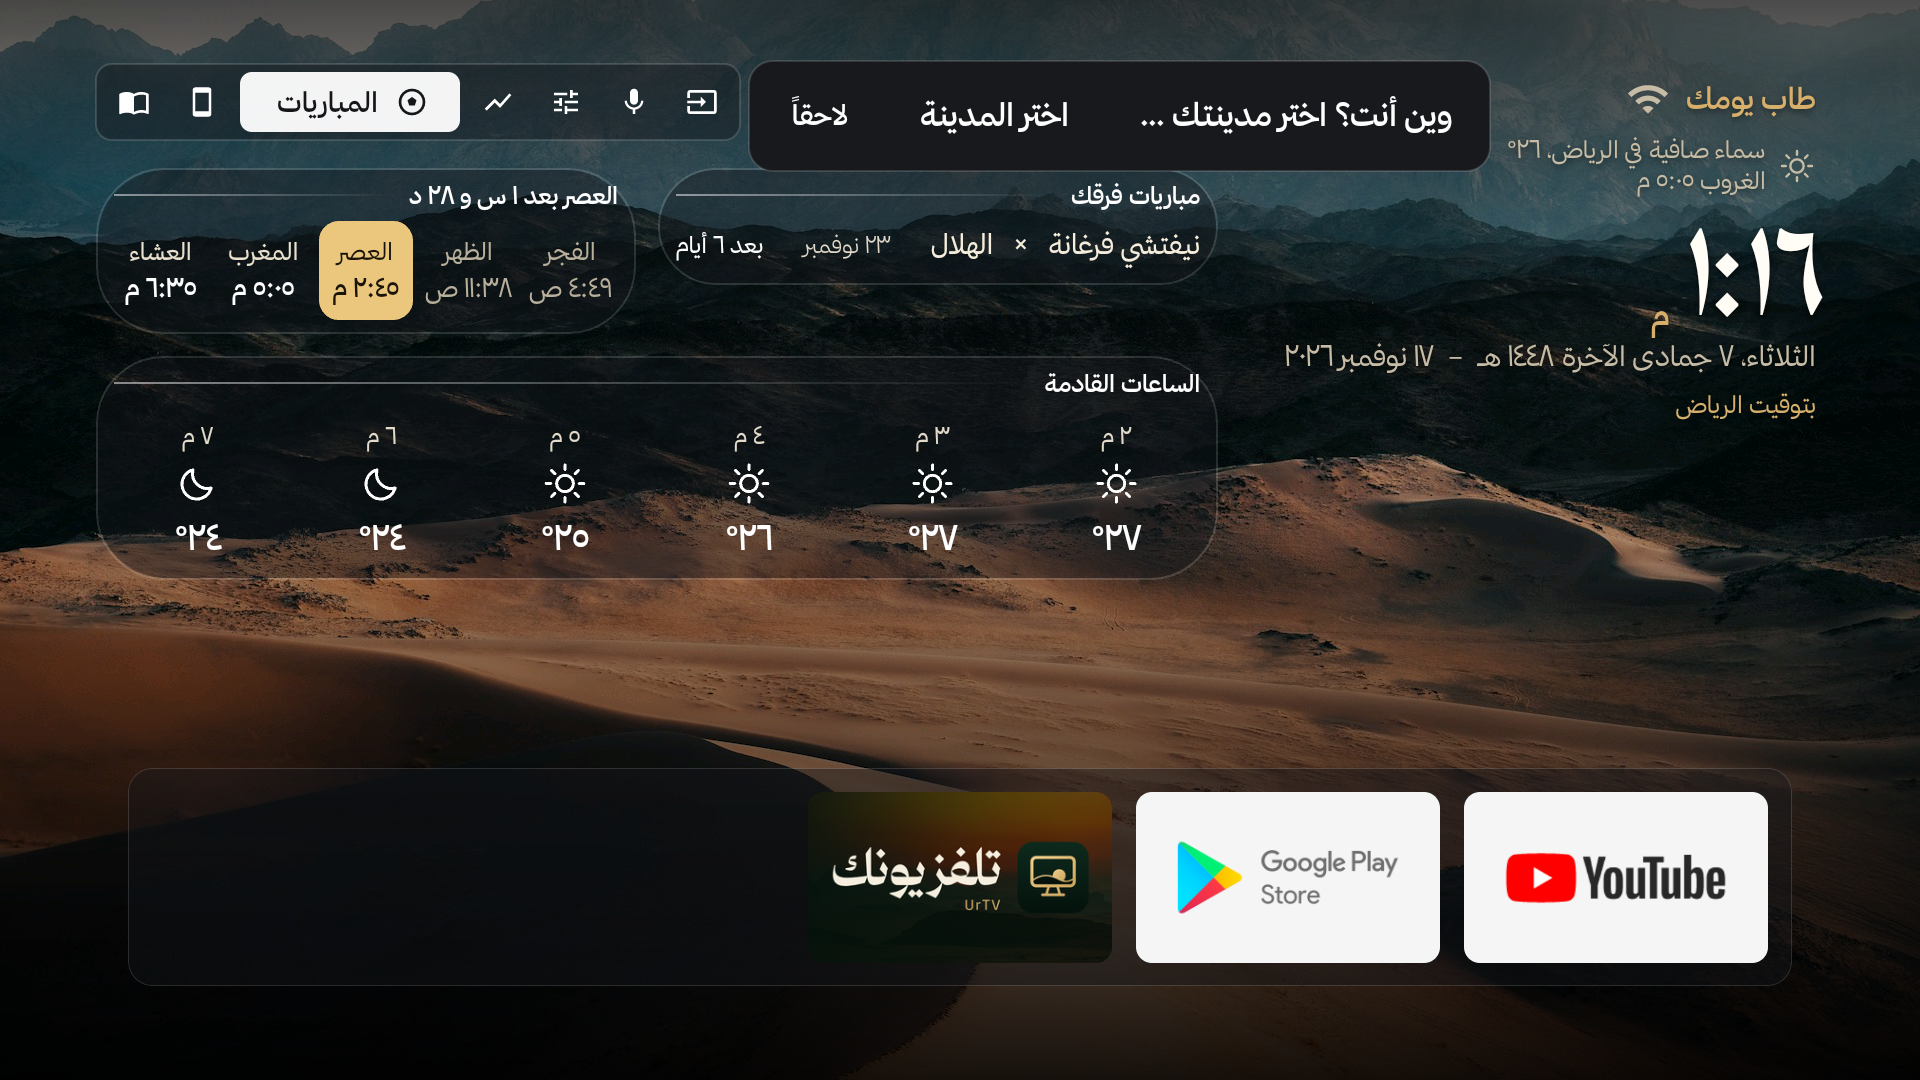 طاب يومك
سماء صافية في الرياض، ٢٦°
الغروب ٥:٠٥ م
١:١٦ م
الثلاثاء، ٧ جمادى الآخرة ١٤٤٨ هـ – ١٧ نوفمبر ٢٠٢٦
بتوقيت الرياض
وين أنت؟ اختر مدينتك ...
اختر المدينة
لاحقاً
المباريات
مباريات فرقك
نيفتشي فرغانة × الهلال ٢٣ نوفمبر بعد ٦ أيام
العصر بعد ١ س و ٢٨ د
الفجر الظهر العصر المغرب العشاء
٤:٤٩ ص ١١:٣٨ ص ٢:٤٥ م ٥:٠٥ م ٦:٣٥ م
الساعات القادمة
٢ م ٣ م ٤ م ٥ م ٦ م ٧ م
٢٧° ٢٧° ٢٦° ٢٥° ٢٤° ٢٤°
YouTube
Google Play
Store
تلفزيونك
UrTV